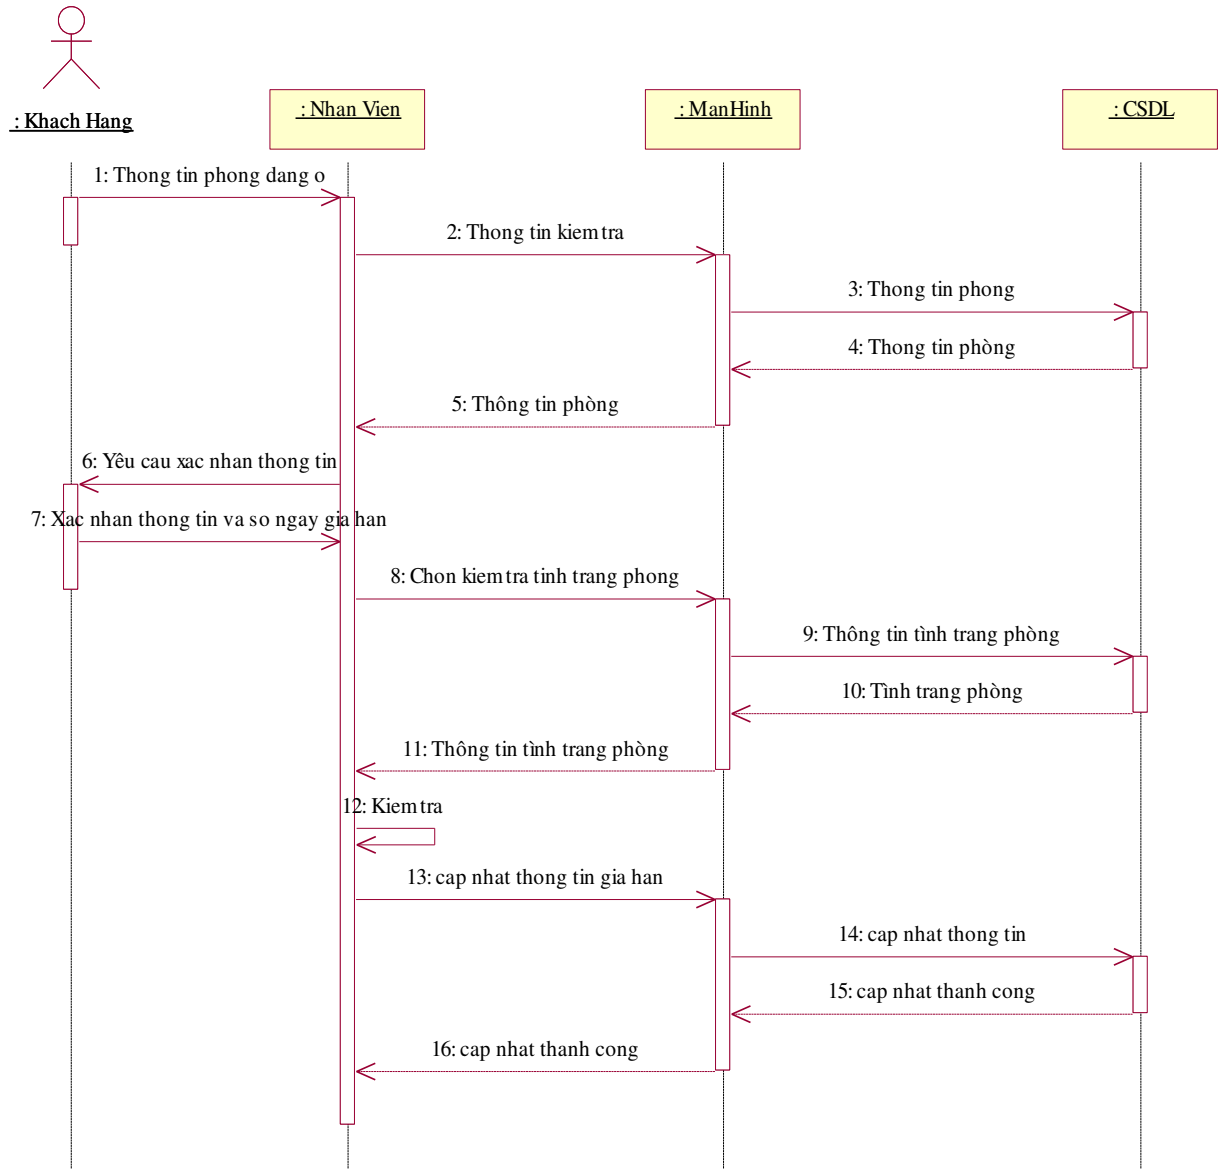 : Khach Hang
: Nhan Vien
: ManHinh
: CSDL
1: Thong tin phong dang o
2: Thong tin kiem tra
3: Thong tin phong
4: Thong tin phòng
5: Thông tin phòng
6: Yêu cau xac nhan thong tin
7: Xac nhan thong tin va so ngay gia han
8: Chon kiem tra tinh trang phong
9: Thông tin tình trang phòng
10: Tình trang phòng
11: Thông tin tình trang phòng
12: Kiem tra
13: cap nhat thong tin gia han
14: cap nhat thong tin
15: cap nhat thanh cong
16: cap nhat thanh cong